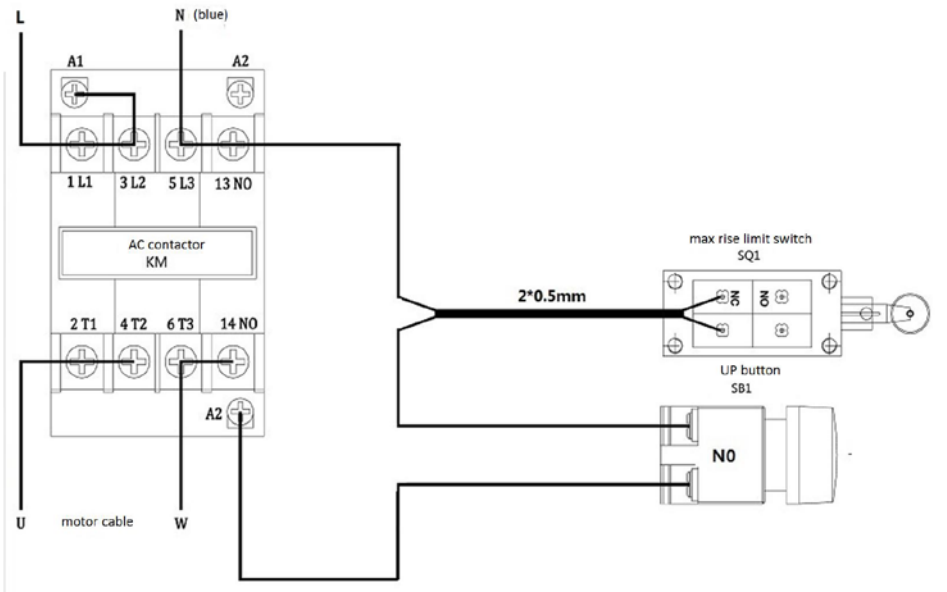 L
N (blue)
A1
A2
1 L1
3 L2
5 L3
13 NO
AC contactor
KM
max rise limit switch
SQ1
2*0.5mm
NC
NO
2 T1
4 T2
6 T3
14 NO
UP button
SB1
A2
N0
U
motor cable
W